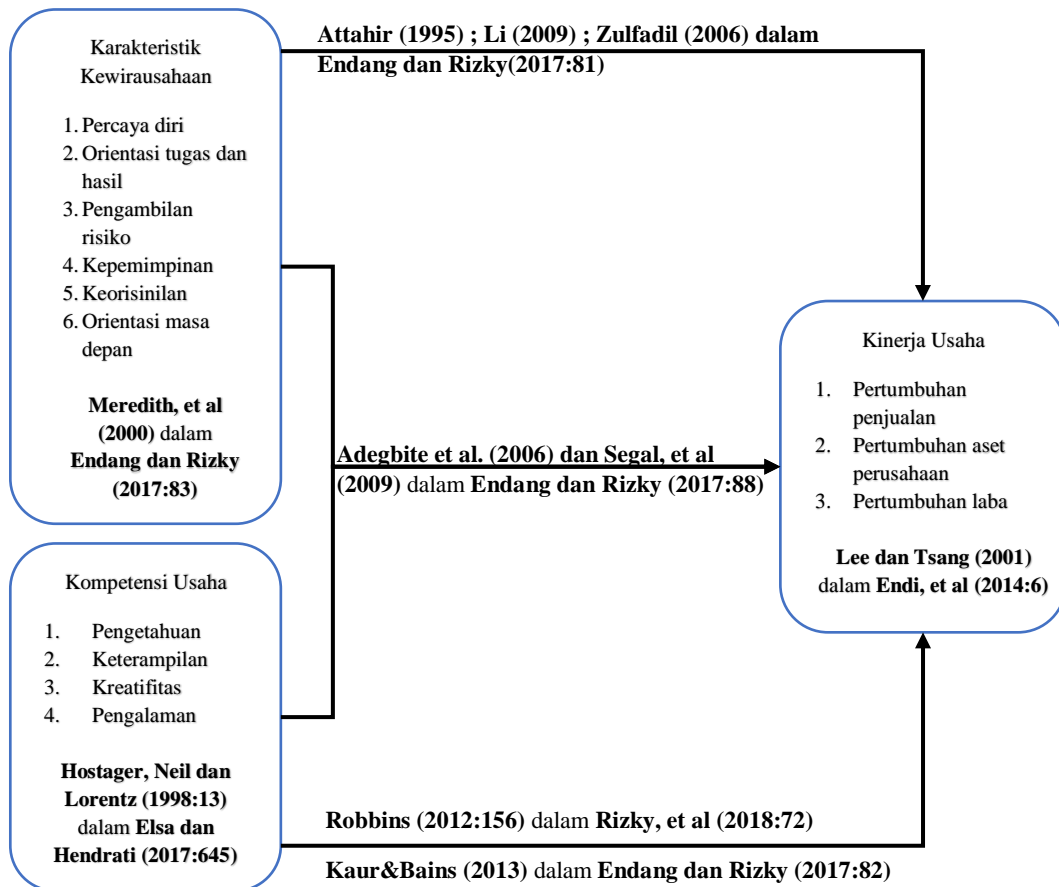 Karakteristik
Kewirausahaan
1. Percaya diri
2. Orientasi tugas dan
hasil
3. Pengambilan
risiko
4. Kepemimpinan
5. Keorisinilan
6. Orientasi masa
depan
Meredith, et al
(2000) dalam
Endang dan Rizky
(2017:83)
Attahir (1995) ; Li (2009) ; Zulfadil (2006) dalam
Endang dan Rizky(2017:81)
Adegbite et al. (2006) dan Segal, et al
(2009) dalam Endang dan Rizky (2017:88)
Kinerja Usaha
1. Pertumbuhan
penjualan
2. Pertumbuhan aset
perusahaan
3. Pertumbuhan laba
Lee dan Tsang (2001)
dalam Endi, et al (2014:6)
Kompetensi Usaha
1. Pengetahuan
2. Keterampilan
3. Kreatifitas
4. Pengalaman
Hostager, Neil dan
Lorentz (1998:13)
dalam Elsa dan
Hendrati (2017:645)
Robbins (2012:156) dalam Rizky, et al (2018:72)
Kaur&Bains (2013) dalam Endang dan Rizky (2017:82)